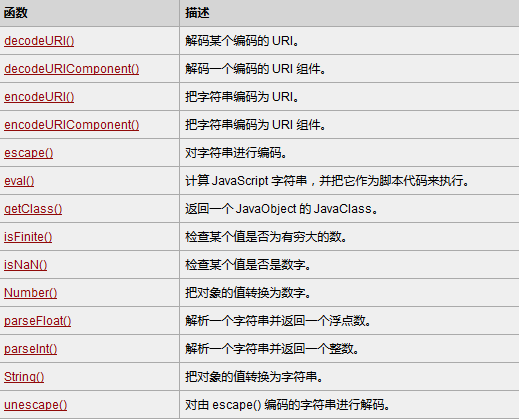 函数 描述
decodeURI() 解码某个编码的 URI。
decodeURIComponent() 解码一个编码的 URI 组件。
encodeURI() 把字符串编码为 URI。
encodeURIComponent() 把字符串编码为 URI 组件。
escape() 对字符串进行编码。
eval() 计算 JavaScript 字符串，并把它作为脚本代码来执行。
getClass() 返回一个 JavaObject 的 JavaClass。
isFinite() 检查某个值是否为有穷大的数。
isNaN() 检查某个值是否是数字。
Number() 把对象的值转换为数字。
parseFloat() 解析一个字符串并返回一个浮点数。
parseInt() 解析一个字符串并返回一个整数。
String() 把对象的值转换为字符串。
unescape() 对由 escape() 编码的字符串进行解码。